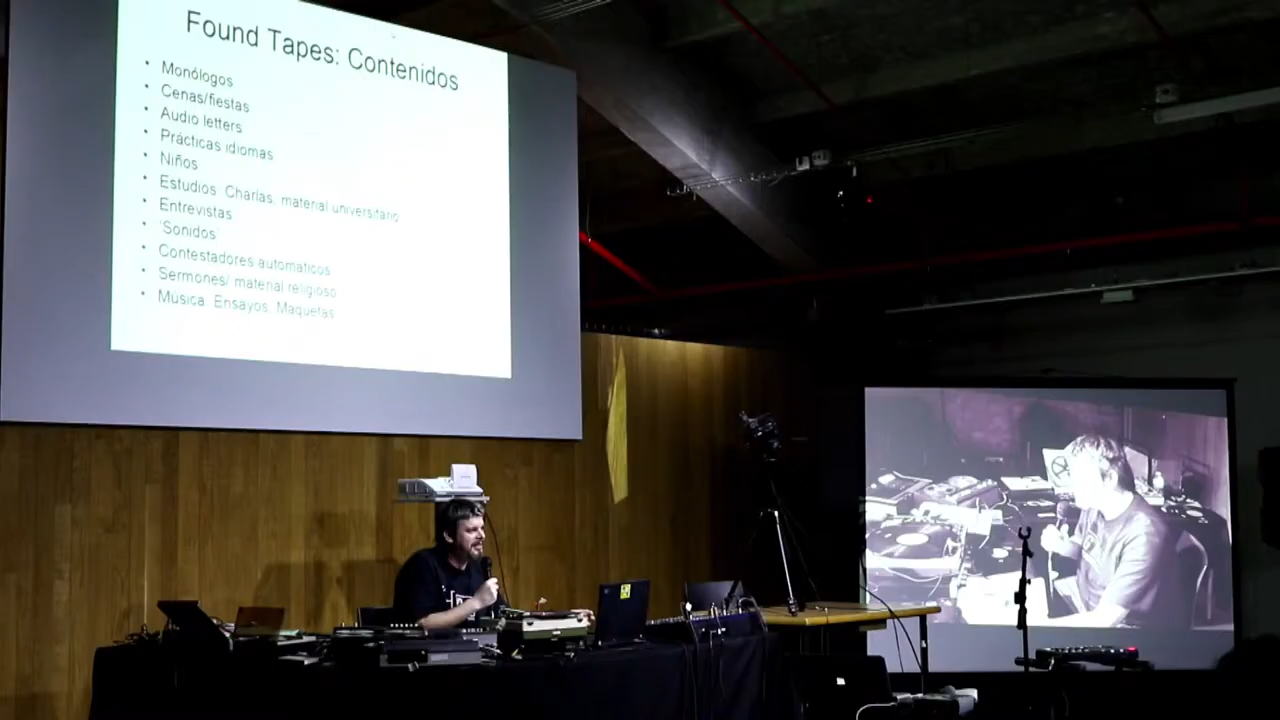 Found Tapes: Contenidos
• Monólogos
• Cenas/fiestas
• Audio letters
• Prácticas idiomas
• Niños
• Estudios: Charlas, material universitario
• Entrevistas
• ‘Sonidos’
• Contestadores automaticos
• Sermones/ material religioso
• Música: Ensayos, Maquetas